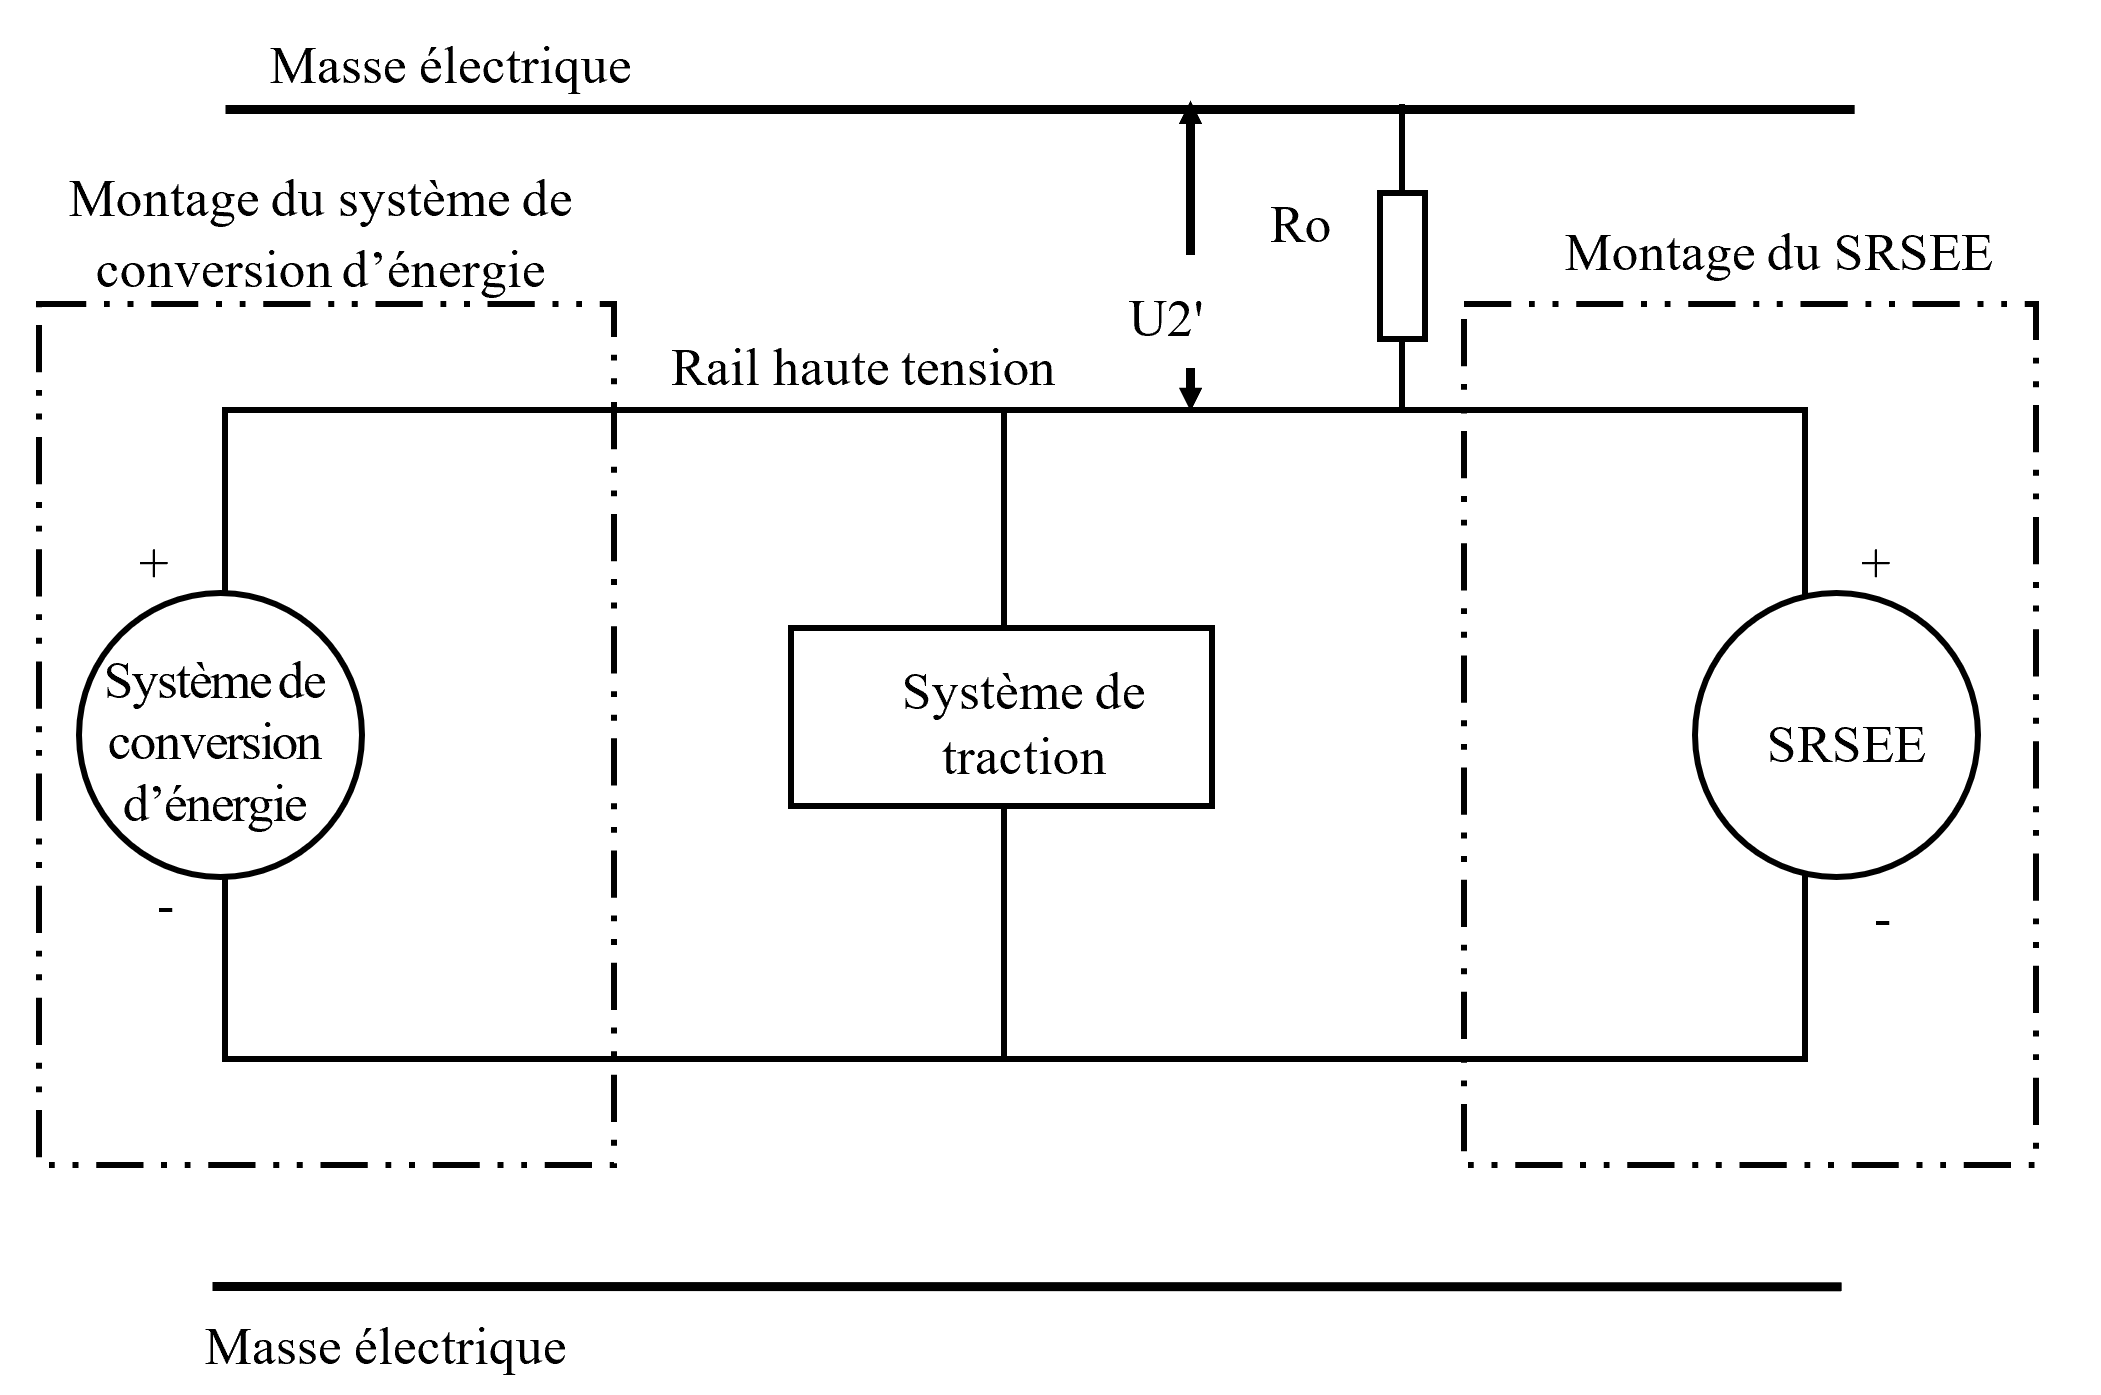 Masse électrique
Montage du système de
conversion d’énergie
Ro
Montage du SRSEE
U2'
Rail haute tension
+
+
Système de
conversion
d’énergie
Système de
traction
SRSEE
-
-
Masse électrique